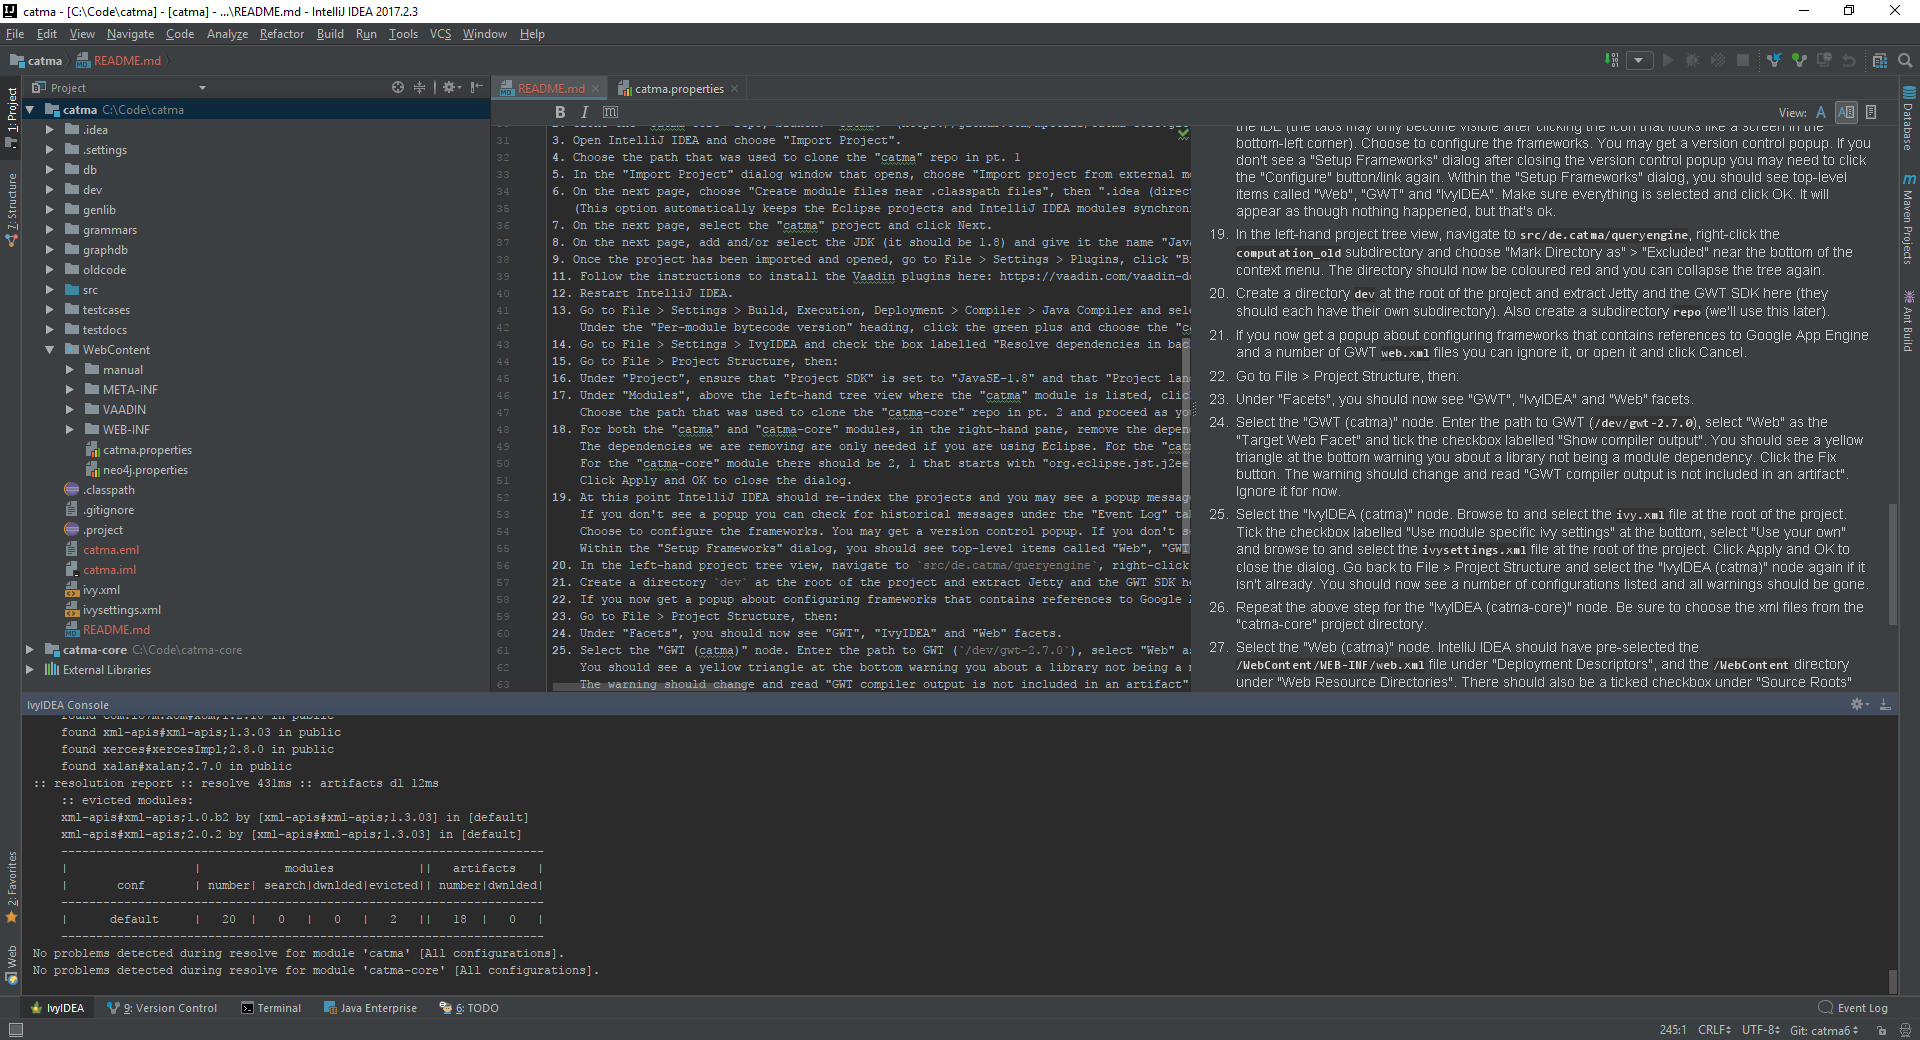 catma - [C:\Code\catma] - [catma] - ...\README.md - IntelliJ IDEA 2017.2.3
File Edit View Navigate Code Analyze Refactor Build Run Tools VCS Window Help
catma README.md
Project
README.md catma.properties
1: Project
7: Structure
2: Favorites
Web
catma C:\Code\catma
.idea
.settings
db
dev
genlib
grammars
graphdb
oldcode
src
testcases
testdocs
WebContent
manual
META-INF
VAADIN
WEB-INF
catma.properties
neo4j.properties
.classpath
.gitignore
.project
catma.eml
catma.iml
ivy.xml
ivysettings.xml
README.md
catma-core C:\Code\catma-core
External Libraries
B I m
View: A
31 3. Open IntelliJ IDEA and choose "Import Project".
32 4. Choose the path that was used to clone the "catma" repo in pt. 1
33 5. In the "Import Project" dialog window that opens, choose "Import project from external m
34 6. On the next page, choose "Create module files near .classpath files", then ".idea (direc
35 (This option automatically keeps the Eclipse projects and IntelliJ IDEA modules synchroni
36 7. On the next page, select the "catma" project and click Next.
37 8. On the next page, add and/or select the JDK (it should be 1.8) and give it the name "Jav
38 9. Once the project has been imported and opened, go to File > Settings > Plugins, click "B
39 11. Follow the instructions to install the Vaadin plugins here: https://vaadin.com/vaadin-d
40 12. Restart IntelliJ IDEA.
41 13. Go to File > Settings > Build, Execution, Deployment > Compiler > Java Compiler and sel
42 Under the "Per-module bytecode version" heading, click the green plus and choose the "c
43 14. Go to File > Settings > IvyIDEA and check the box labelled "Resolve dependencies in bac
44 15. Go to File > Project Structure, then:
45 16. Under "Project", ensure that "Project SDK" is set to "JavaSE-1.8" and that "Project lan
46 17. Under "Modules", above the left-hand tree view where the "catma" module is listed, clic
47 Choose the path that was used to clone the "catma-core" repo in pt. 2 and proceed as yo
48 18. For both the "catma" and "catma-core" modules, in the right-hand pane, remove the depen
49 The dependencies we are removing are only needed if you are using Eclipse. For the "cat
50 For the "catma-core" module there should be 2, 1 that starts with "org.eclipse.jst.j2ee
51 Click Apply and OK to close the dialog.
52 19. At this point IntelliJ IDEA should re-index the projects and you may see a popup messag
53 If you don't see a popup you can check for historical messages under the "Event Log" ta
54 Choose to configure the frameworks. You may get a version control popup. If you don't s
55 Within the "Setup Frameworks" dialog, you should see top-level items called "Web", "GWT
56 20. In the left-hand project tree view, navigate to `src/de.catma/queryengine`, right-click
57 21. Create a directory `dev` at the root of the project and extract Jetty and the GWT SDK he
58 22. If you now get a popup about configuring frameworks that contains references to Google
59 23. Go to File > Project Structure, then:
60 24. Under "Facets", you should now see "GWT", "IvyIDEA" and "Web" facets.
61 25. Select the "GWT (catma)" node. Enter the path to GWT (`/dev/gwt-2.7.0`), select "Web" as
62 You should see a yellow triangle at the bottom warning you about a library not being a
63 The warning should change and read "GWT compiler output is not included in an artifact"
the IDE (the tabs may only become visible after clicking the icon that looks like a screen in the
bottom-left corner). Choose to configure the frameworks. You may get a version control popup. If you
don't see a "Setup Frameworks" dialog after closing the version control popup you may need to click
the "Configure" button/link again. Within the "Setup Frameworks" dialog, you should see top-level
items called "Web", "GWT" and "IvyIDEA". Make sure everything is selected and click OK. It will
appear as though nothing happened, but that's ok.
19. In the left-hand project tree view, navigate to src/de.catma/queryengine, right-click the
computation_old subdirectory and choose "Mark Directory as" > "Excluded" near the bottom of the
context menu. The directory should now be coloured red and you can collapse the tree again.
20. Create a directory dev at the root of the project and extract Jetty and the GWT SDK here (they
should each have their own subdirectory). Also create a subdirectory repo (we'll use this later).
21. If you now get a popup about configuring frameworks that contains references to Google App Engine
and a number of GWT web.xml files you can ignore it, or open it and click Cancel.
22. Go to File > Project Structure, then:
23. Under "Facets", you should now see "GWT", "IvyIDEA" and "Web" facets.
24. Select the "GWT (catma)" node. Enter the path to GWT (/dev/gwt-2.7.0), select "Web" as the
"Target Web Facet" and tick the checkbox labelled "Show compiler output". You should see a yellow
triangle at the bottom warning you about a library not being a module dependency. Click the Fix
button. The warning should change and read "GWT compiler output is not included in an artifact".
Ignore it for now.
25. Select the "IvyIDEA (catma)" node. Browse to and select the ivy.xml file at the root of the project.
Tick the checkbox labelled "Use module specific ivy settings" at the bottom, select "Use your own"
and browse to and select the ivysettings.xml file at the root of the project. Click Apply and OK to
close the dialog. Go back to File > Project Structure and select the "IvyIDEA (catma)" node again if it
isn't already. You should now see a number of configurations listed and all warnings should be gone.
26. Repeat the above step for the "IvyIDEA (catma-core)" node. Be sure to choose the xml files from the
"catma-core" project directory.
27. Select the "Web (catma)" node. IntelliJ IDEA should have pre-selected the
/WebContent/WEB-INF/web.xml file under "Deployment Descriptors", and the /WebContent directory
under "Web Resource Directories". There should also be a ticked checkbox under "Source Roots"
Database
Maven Projects
Ant Build
IvyIDEA Console
found xml-apis#xml-apis;1.3.03 in public
found xerces#xercesImpl;2.8.0 in public
found xalan#xalan;2.7.0 in public
:: resolution report :: resolve 431ms :: artifacts dl 12ms
:: evicted modules:
xml-apis#xml-apis;1.0.b2 by [xml-apis#xml-apis;1.3.03] in [default]
xml-apis#xml-apis;2.0.2 by [xml-apis#xml-apis;1.3.03] in [default]
---------------------------------------------------------------------
| | modules || artifacts |
| conf | number| search|dwnlded|evicted|| number|dwnlded|
---------------------------------------------------------------------
| default | 20 | 0 | 0 | 2 || 18 | 0 |
---------------------------------------------------------------------
No problems detected during resolve for module 'catma' [All configurations].
No problems detected during resolve for module 'catma-core' [All configurations].
IvyIDEA 9: Version Control Terminal Java Enterprise 6: TODO Event Log
245:1 CRLF UTF-8 Git: catma6